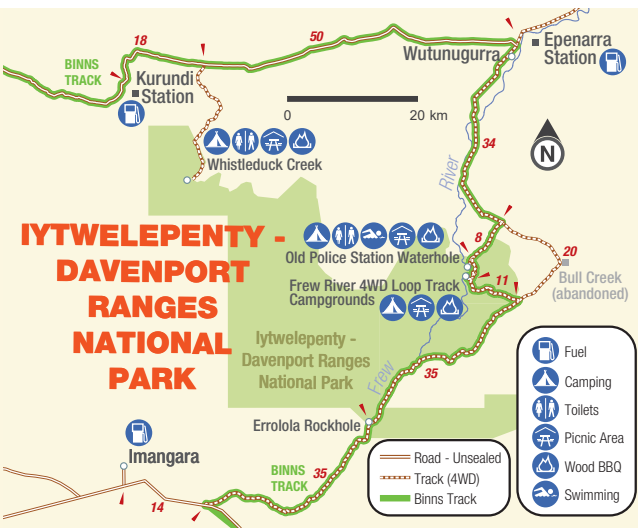 18
50
BINNS
TRACK
Wutunugurra
Epenarra
Station
Kurundi
Station
0
20 km
N
34
River
Whistleduck Creek
IYTWELEPENTY -
DAVENPORT
RANGES
NATIONAL
PARK
8
20
Old Police Station Waterhole
Bull Creek
(abandoned)
11
Frew River 4WD Loop Track
Campgrounds
Iytwelepenty -
Davenport Ranges
National Park
Frew
35
Errolola Rockhole
Imangara
BINNS
TRACK
35
14
Road - Unsealed
Track (4WD)
Binns Track
Fuel
Camping
Toilets
Picnic Area
Wood BBQ
Swimming